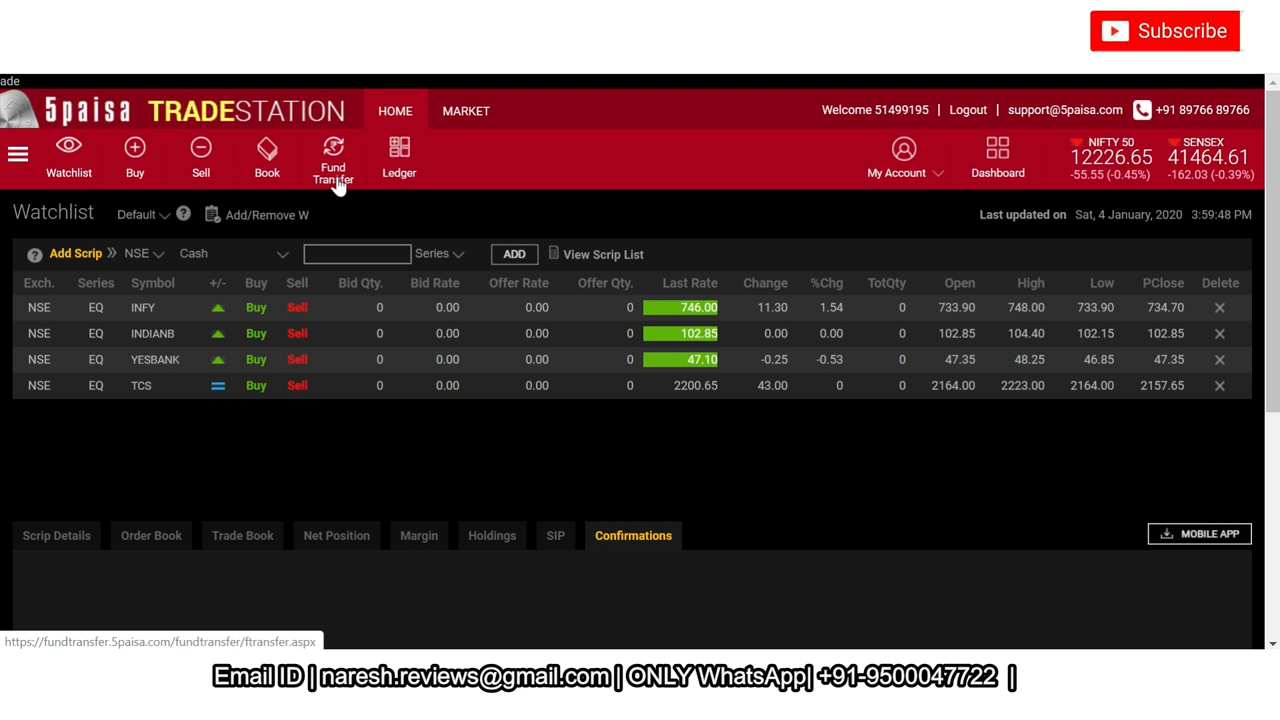 Subscribe
ade
5paisa TRADESTATION HOME MARKET Welcome 51499195 | Logout | support@5paisa.com +91 89766 89766
Watchlist Buy Sell Book Fund Transfer Ledger My Account Dashboard
NIFTY 50 SENSEX
12226.65 41464.61
-55.55 (-0.45%) -162.03 (-0.39%)
Watchlist Default ? Add/Remove W Last updated on Sat, 4 January, 2020 3:59:48 PM
? Add Scrip » NSE Cash Series ADD View Scrip List
Exch. Series Symbol +/- Buy Sell Bid Qty. Bid Rate Offer Rate Offer Qty. Last Rate Change %Chg TotQty Open High Low PClose Delete
NSE EQ INFY Buy Sell 0 0.00 0.00 0 746.00 11.30 1.54 0 733.90 748.00 733.90 734.70
NSE EQ INDIANB Buy Sell 0 0.00 0.00 0 102.85 0.00 0.00 0 102.85 104.40 102.15 102.85
NSE EQ YESBANK Buy Sell 0 0.00 0.00 0 47.10 -0.25 -0.53 0 47.35 48.25 46.85 47.35
NSE EQ TCS Buy Sell 0 0.00 0.00 0 2200.65 43.00 0 0 2164.00 2223.00 2164.00 2157.65
Scrip Details Order Book Trade Book Net Position Margin Holdings SIP Confirmations MOBILE APP
https://fundtransfer.5paisa.com/fundtransfer/ftransfer.aspx
Email ID | naresh.reviews@gmail.com | ONLY WhatsApp| +91-9500047722 |